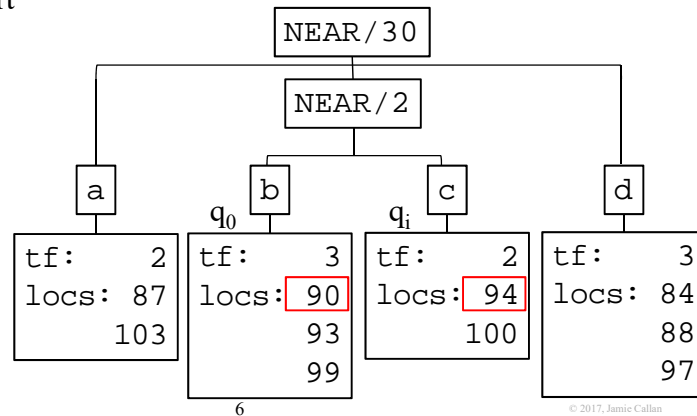 NEAR/30
NEAR/2
a b c d
q0 qi
tf: 2 tf: 3 tf: 2 tf: 3
locs: 87 locs: 90 locs: 94 locs: 84
103 93 100 88
99 97
6
© 2017, Jamie Callan